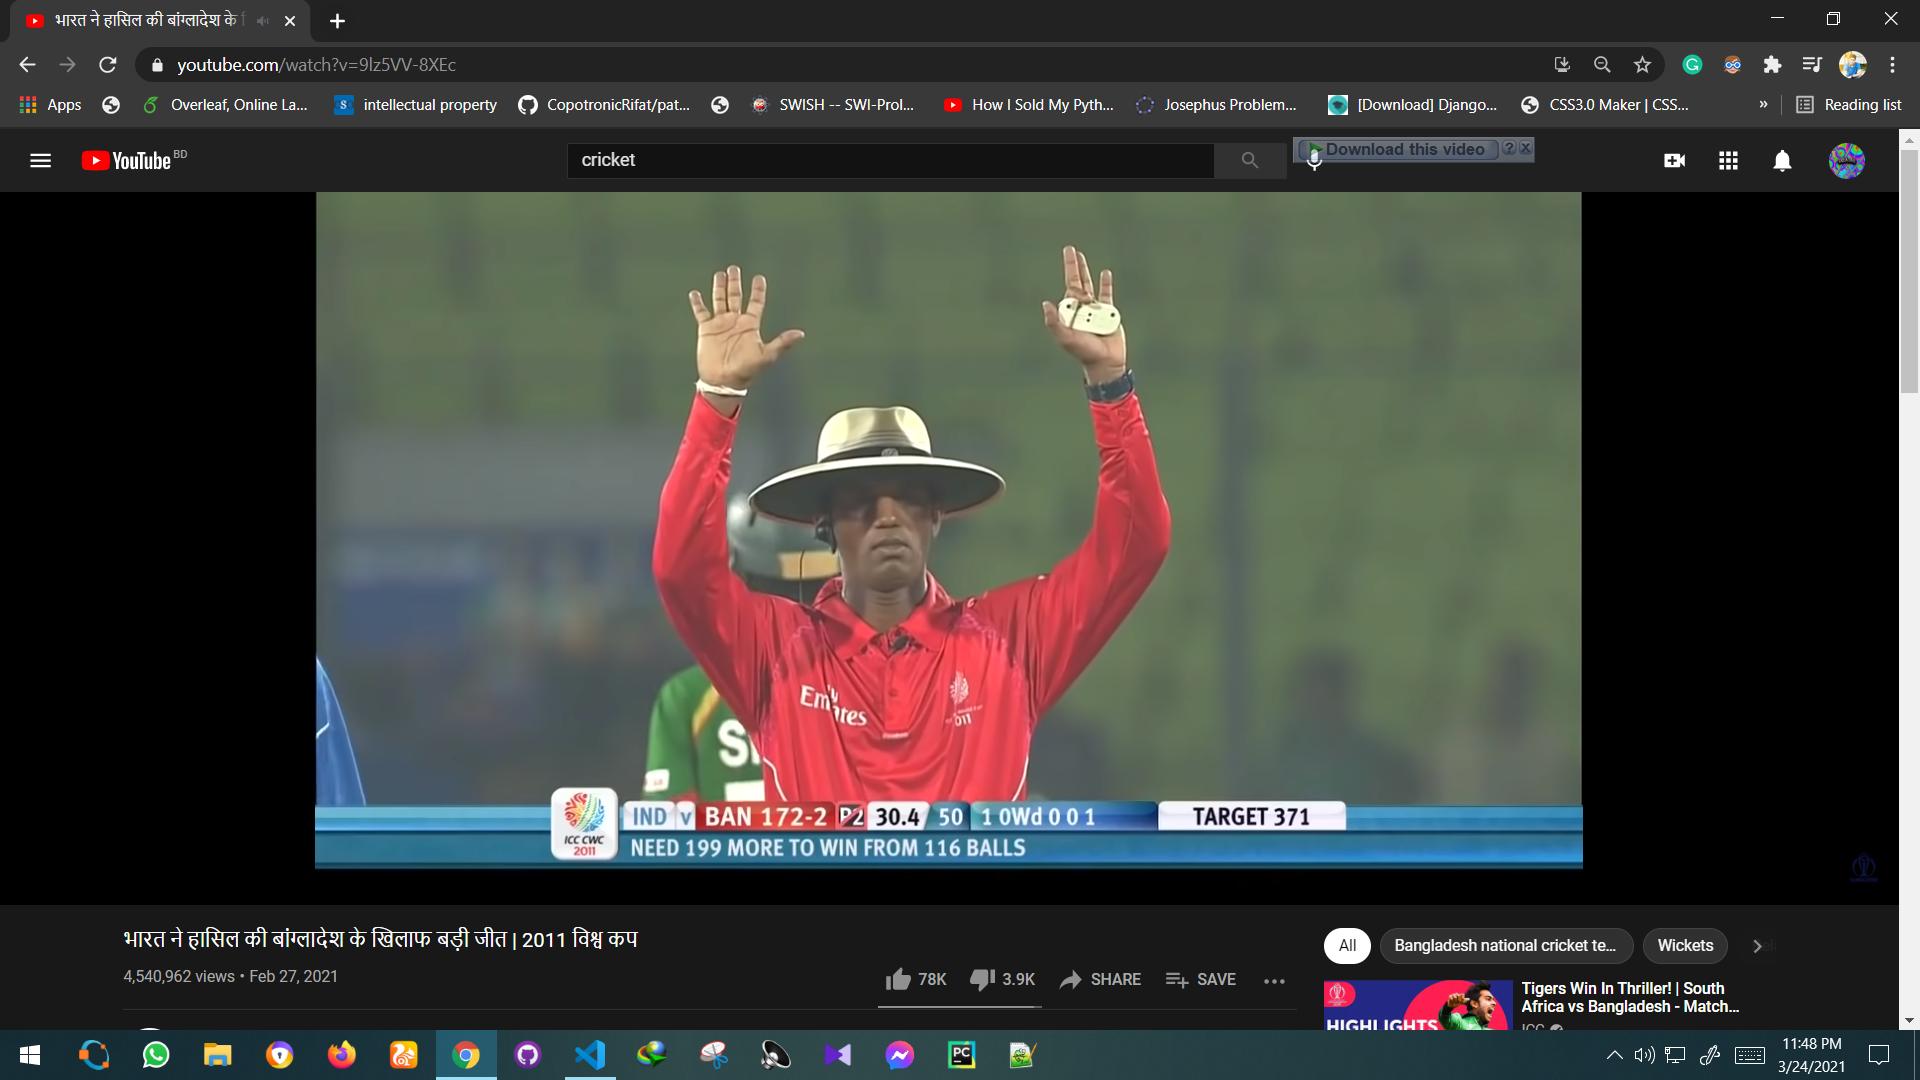 भारत ने हासिल की बांग्लादेश के
youtube.com/watch?v=9lz5VV-8XEc
Apps
Overleaf, Online La...
intellectual property
CopotronicRifat/pat...
SWISH -- SWI-Prol...
How I Sold My Pyth...
Josephus Problem...
[Download] Django...
CSS3.0 Maker | CSS...
»
Reading list
YouTube BD
cricket
Download this video
Emirates
2011
ICC CWC
2011
IND v BAN 172-2 P2 30.4 50 1 0Wd 0 0 1 TARGET 371
NEED 199 MORE TO WIN FROM 116 BALLS
भारत ने हासिल की बांग्लादेश के खिलाफ बड़ी जीत | 2011 विश्व कप
4,540,962 views • Feb 27, 2021
78K
3.9K
SHARE
SAVE
All
Bangladesh national cricket te...
Wickets
HIGHLIGHTS
Tigers Win In Thriller! | South
Africa vs Bangladesh - Match...
ICC
11:48 PM
3/24/2021